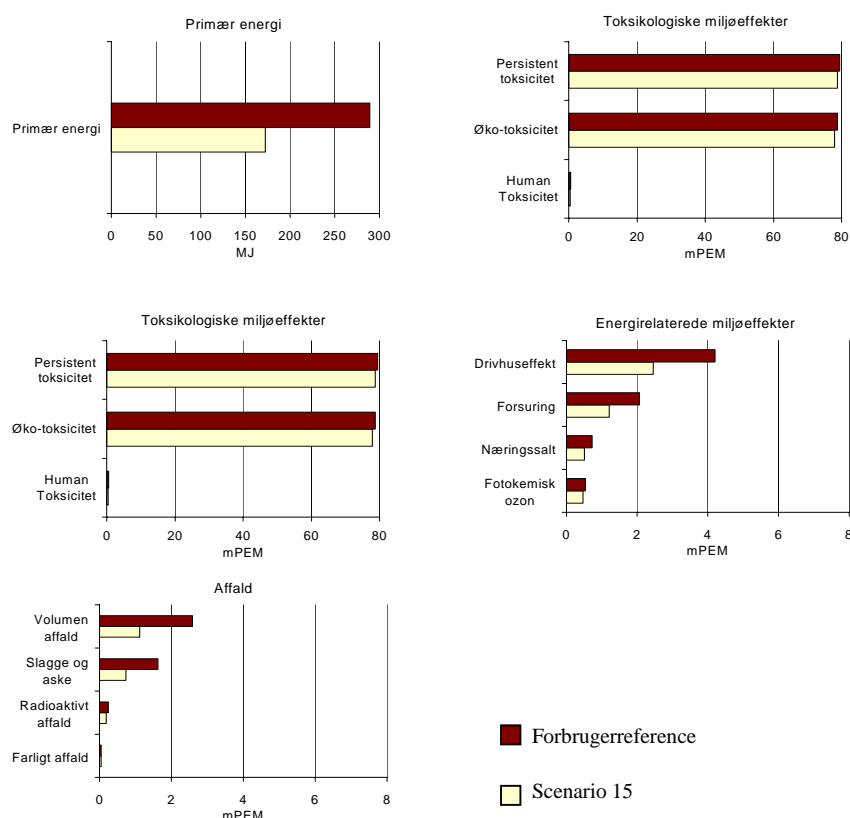 Primær energi
Primær energi
0 50 100 150 200 250 300
MJ
Toksikologiske miljøeffekter
Persistent
toksicitet
Øko-toksicitet
Human
Toksicitet
0 20 40 60 80
mPEM
Toksikologiske miljøeffekter
Persistent
toksicitet
Øko-toksicitet
Human
Toksicitet
0 20 40 60 80
mPEM
Energirelaterede miljøeffekter
Drivhuseffekt
Forsuring
Næringssalt
Fotokemisk
ozon
0 2 4 6 8
mPEM
Affald
Volumen
affald
Slagge og
aske
Radioaktivt
affald
Farligt affald
0 2 4 6 8
mPEM
Forbrugerreference
Scenario 15